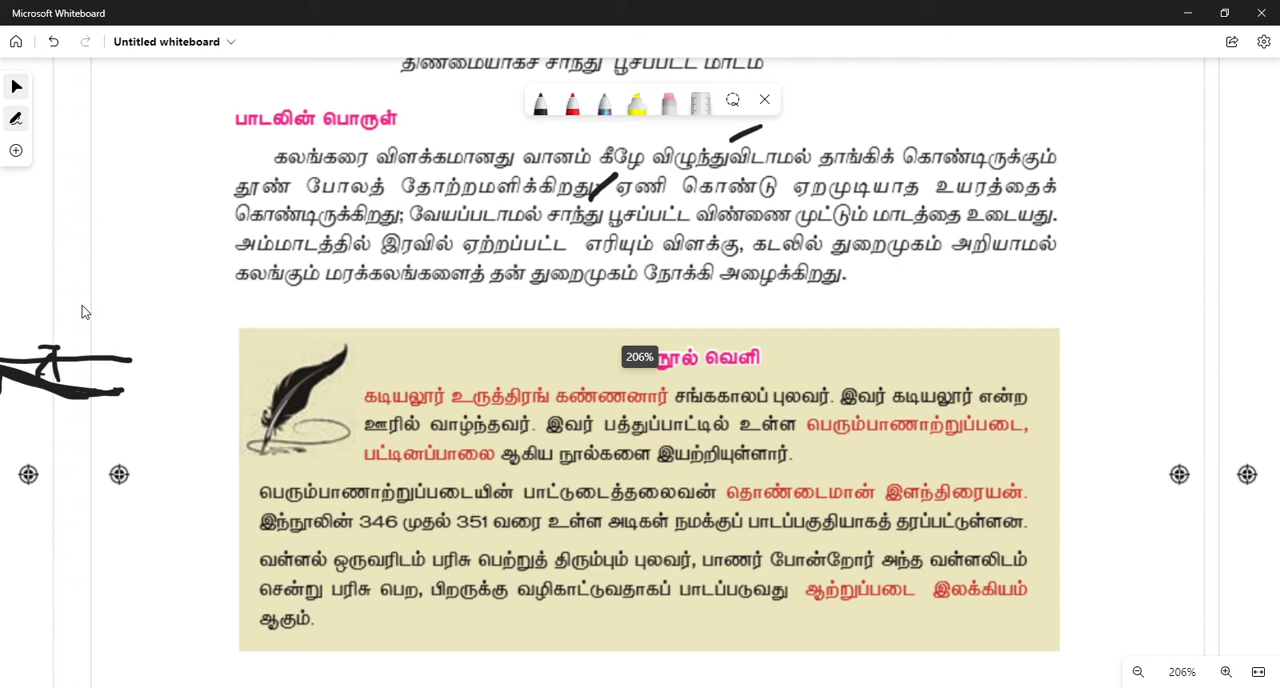 Microsoft Whiteboard
Untitled whiteboard
திண்மையாகச் சாந்து பூசப்பட்ட மாடம்
பாடலின் பொருள்
கலங்கரை விளக்கமானது வானம் கீழே விழுந்துவிடாமல் தாங்கிக் கொண்டிருக்கும்
தூண் போலத் தோற்றமளிக்கிறது; ஏணி கொண்டு ஏறமுடியாத உயரத்தைக்
கொண்டிருக்கிறது; வேயப்படாமல் சாந்து பூசப்பட்ட விண்ணை முட்டும் மாடத்தை உடையது.
அம்மாடத்தில் இரவில் ஏற்றப்பட்ட எரியும் விளக்கு, கடலில் துறைமுகம் அறியாமல்
கலங்கும் மரக்கலங்களைத் தன் துறைமுகம் நோக்கி அழைக்கிறது.
206% நூல் வெளி
கடியலூர் உருத்திரங் கண்ணனார் சங்ககாலப் புலவர். இவர் கடியலூர் என்ற
ஊரில் வாழ்ந்தவர். இவர் பத்துப்பாட்டில் உள்ள பெரும்பாணாற்றுப்படை,
பட்டினப்பாலை ஆகிய நூல்களை இயற்றியுள்ளார்.
பெரும்பாணாற்றுப்படையின் பாட்டுடைத்தலைவன் தொண்டைமான் இளந்திரையன்.
இந்நூலின் 346 முதல் 351 வரை உள்ள அடிகள் நமக்குப் பாடப்பகுதியாகத் தரப்பட்டுள்ளன.
வள்ளல் ஒருவரிடம் பரிசு பெற்றுத் திரும்பும் புலவர், பாணர் போன்றோர் அந்த வள்ளலிடம்
சென்று பரிசு பெற, பிறருக்கு வழிகாட்டுவதாகப் பாடப்படுவது ஆற்றுப்படை இலக்கியம்
ஆகும்.
206%